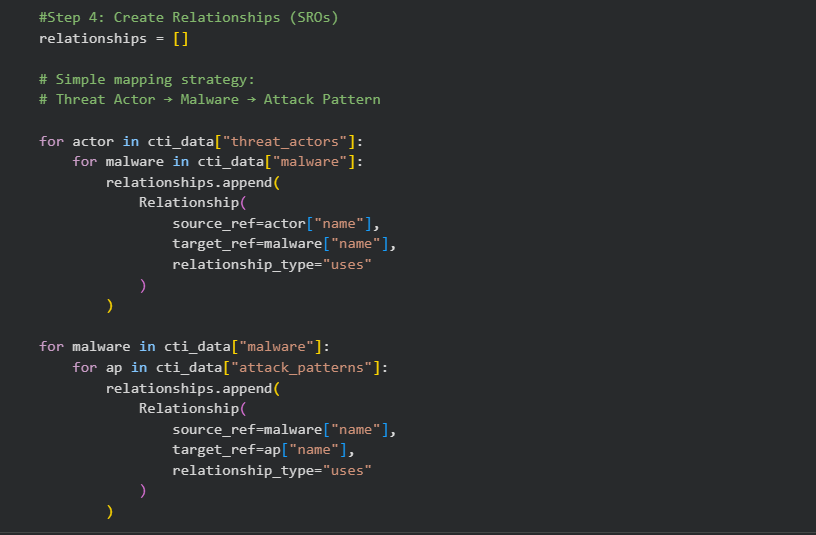 #Step 4: Create Relationships (SROs)
relationships = []
# Simple mapping strategy:
# Threat Actor → Malware → Attack Pattern
for actor in cti_data["threat_actors"]:
    for malware in cti_data["malware"]:
        relationships.append(
            Relationship(
                source_ref=actor["name"],
                target_ref=malware["name"],
                relationship_type="uses"
            )
        )
for malware in cti_data["malware"]:
    for ap in cti_data["attack_patterns"]:
        relationships.append(
            Relationship(
                source_ref=malware["name"],
                target_ref=ap["name"],
                relationship_type="uses"
            )
        )